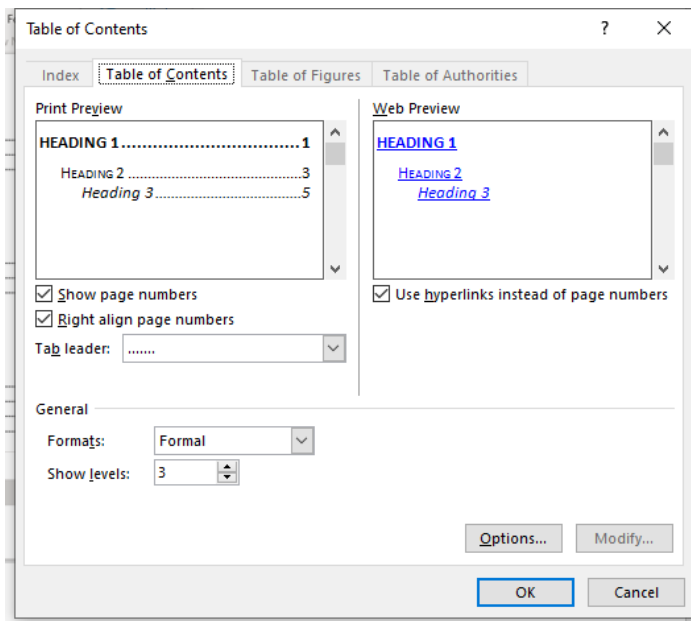 Table of Contents ? ✕
Index Table of Contents Table of Figures Table of Authorities
Print Preview
HEADING 1....................................1
HEADING 2 ........................................3
Heading 3.................................5
Web Preview
HEADING 1
HEADING 2
Heading 3
Show page numbers
Right align page numbers
Tab leader: .......
Use hyperlinks instead of page numbers
General
Formats: Formal
Show levels: 3
Options... Modify...
OK Cancel